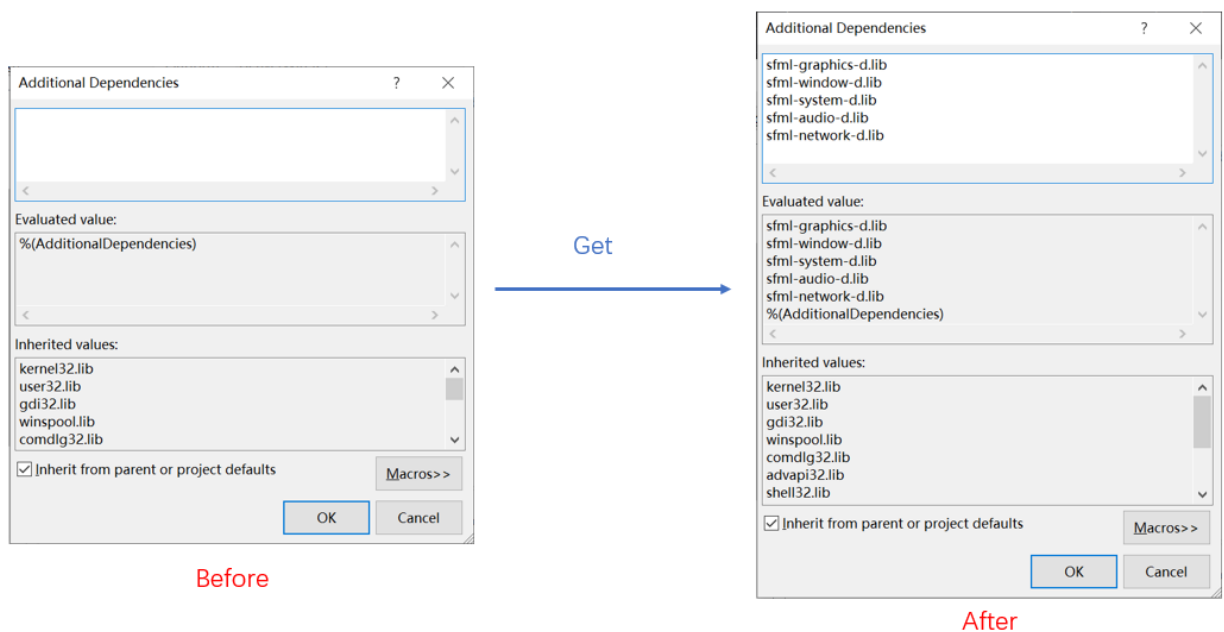 Additional Dependencies
Evaluated value:
%(AdditionalDependencies)
Inherited values:
kernel32.lib
user32.lib
gdi32.lib
winspool.lib
comdlg32.lib
Inherit from parent or project defaults
Macros>>
OK
Cancel
Before
Get
Additional Dependencies
sfml-graphics-d.lib
sfml-window-d.lib
sfml-system-d.lib
sfml-audio-d.lib
sfml-network-d.lib
Evaluated value:
sfml-graphics-d.lib
sfml-window-d.lib
sfml-system-d.lib
sfml-audio-d.lib
sfml-network-d.lib
%(AdditionalDependencies)
Inherited values:
kernel32.lib
user32.lib
gdi32.lib
winspool.lib
comdlg32.lib
advapi32.lib
shell32.lib
Inherit from parent or project defaults
Macros>>
OK
Cancel
After